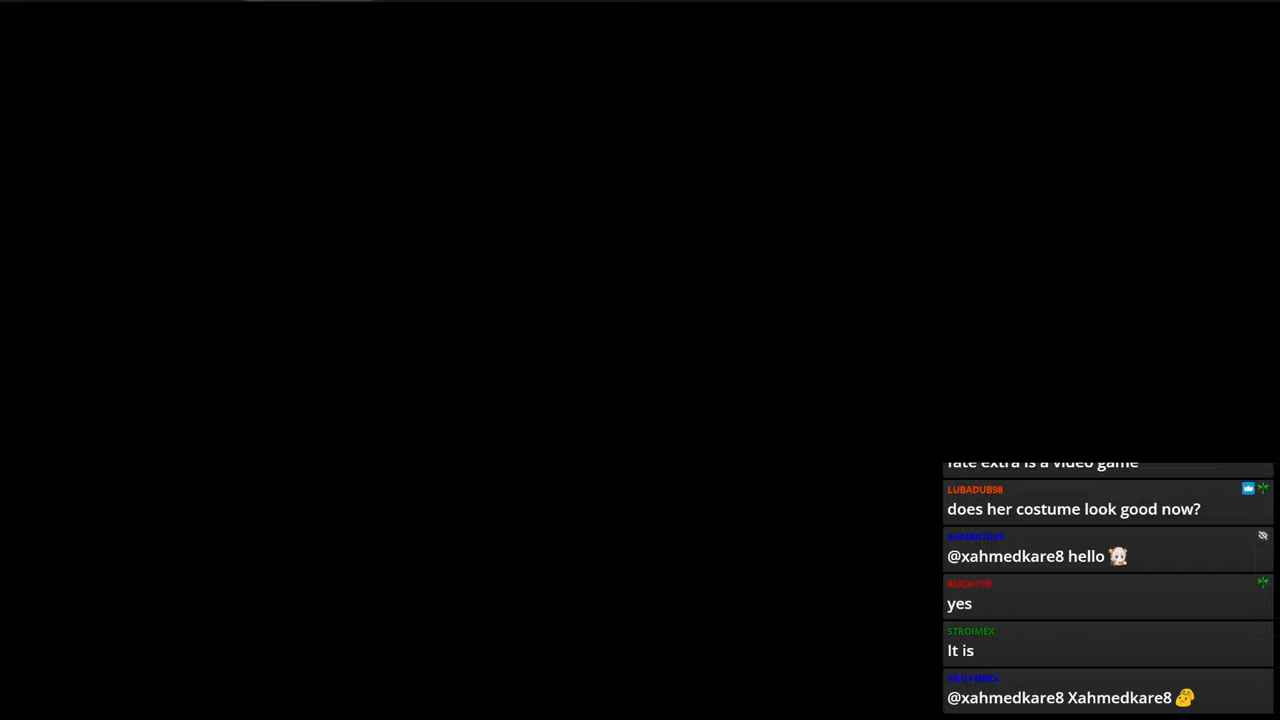 fate extra is a video game
LUBADUB98
does her costume look good now?
@xahmedkare8 hello
yes
STROIMEX
It is
@xahmedkare8 Xahmedkare8